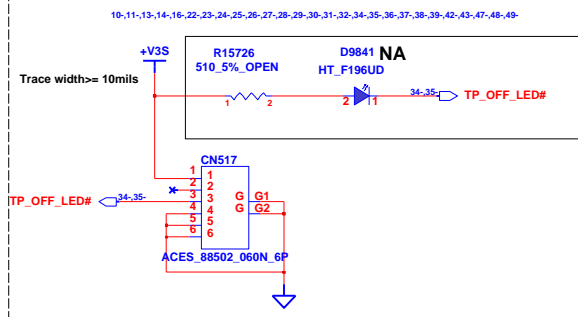 10-,11-,13-,14-,16-,22-,23-,24-,25-,26-,27-,28-,29-,30-,31-,32-,34-,35-,36-,37-,38-,39-,42-,43-,47-,48-,49-
+V3S
R15726
510_5%_OPEN
D9841
NA
HT_F196UD
Trace width>= 10mils
1
2
2
1
34-,35-
TP_OFF_LED#
CN517
1
1
2
2
TP_OFF_LED#
34-,35-
3
3
G
G1
4
4
G
G2
5
5
6
6
ACES_88502_060N_6P